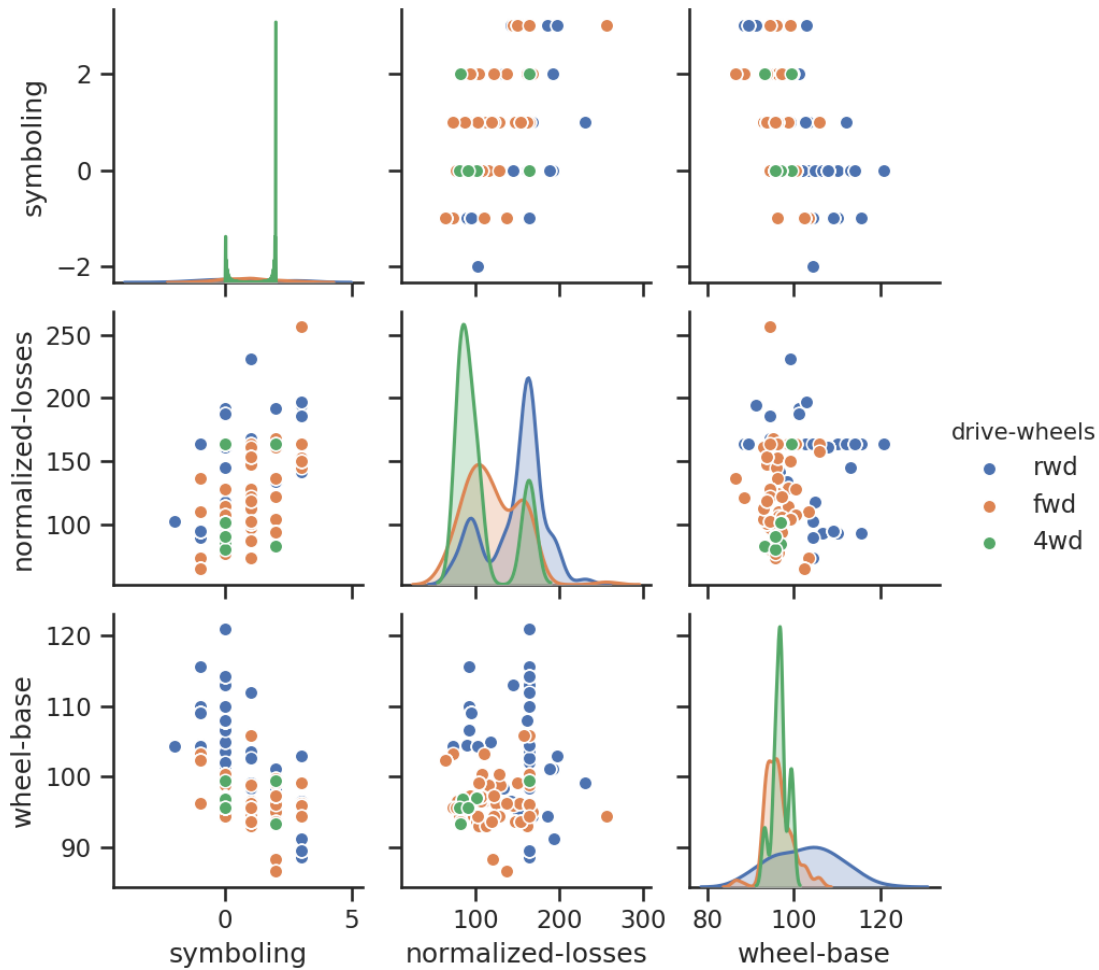 symboling
2
0
−2
normalized-losses
250
200
150
100
wheel-base
120
110
100
90
0 5
100 200 300
80 100 120
symboling normalized-losses wheel-base
drive-wheels
rwd
fwd
4wd